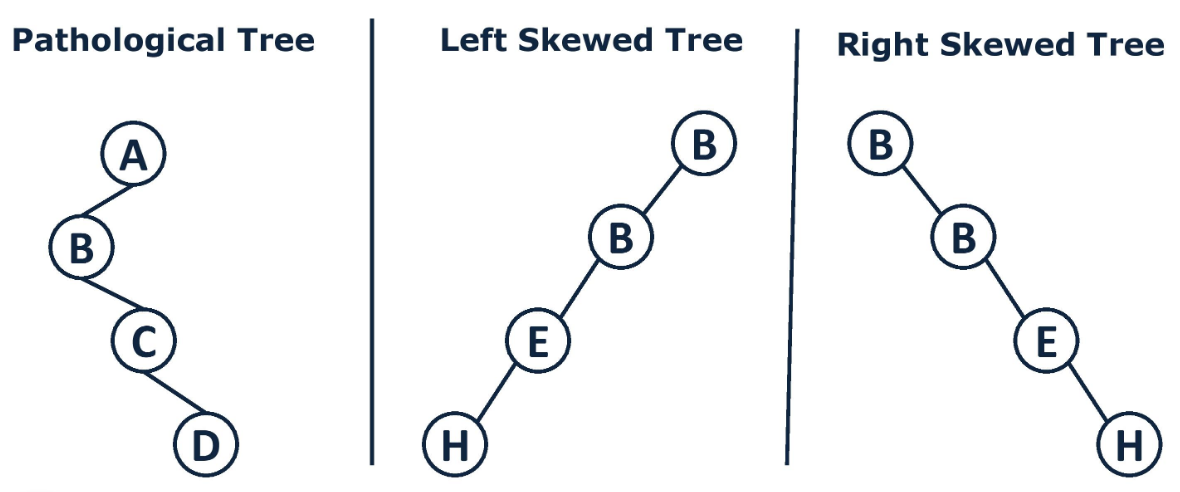 Pathological Tree
A
B
C
D
Left Skewed Tree
B
B
E
H
Right Skewed Tree
B
B
E
H